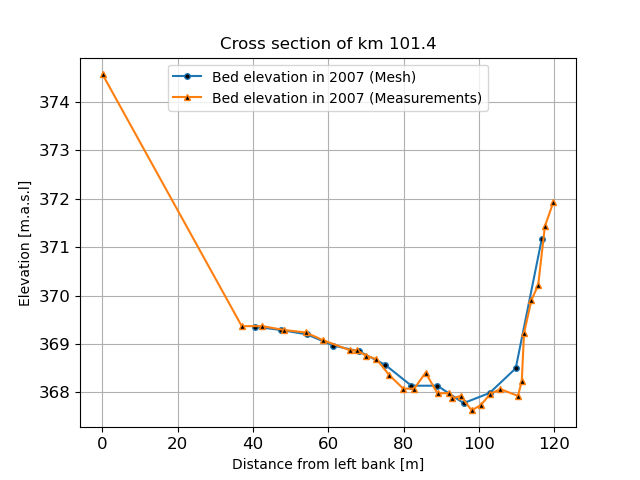 Cross section of km 101.4
Bed elevation in 2007 (Mesh)
Bed elevation in 2007 (Measurements)
Elevation [m.a.s.l]
374
373
372
371
370
369
368
0 20 40 60 80 100 120
Distance from left bank [m]